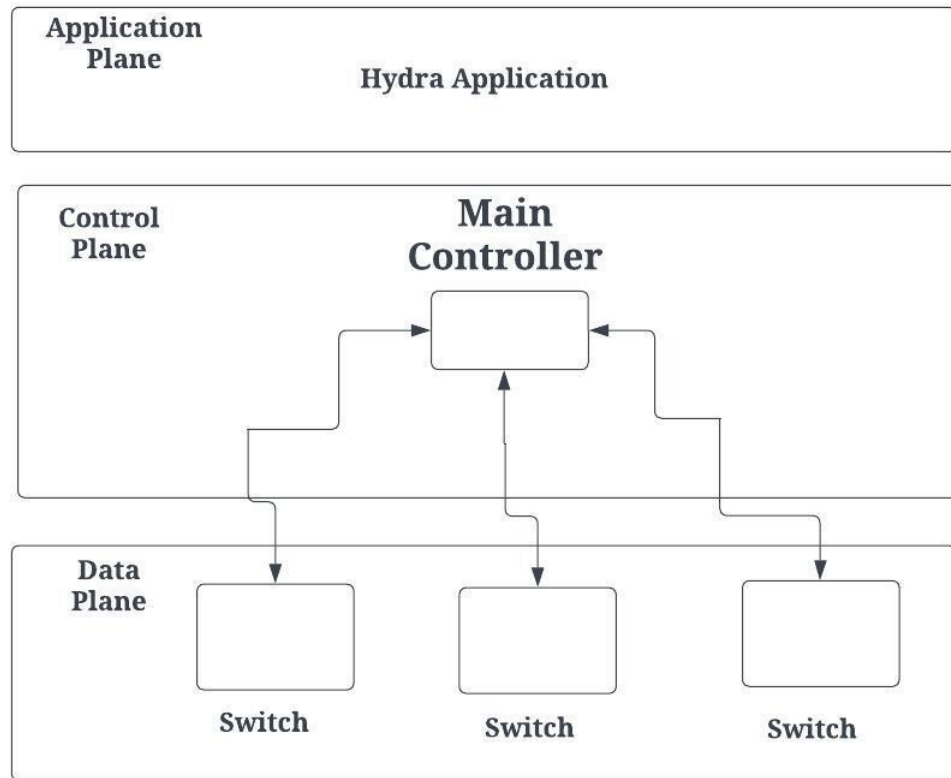 Application
Plane
Hydra Application
Control
Plane
Main
Controller
Data
Plane
Switch
Switch
Switch